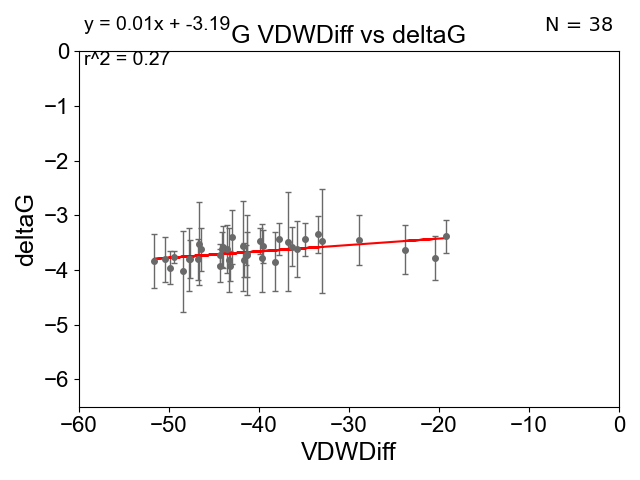 y = 0.01x + -3.19
N = 38
G VDWDiff vs deltaG
r^2 = 0.27
0
−1
−2
−3
−4
−5
−6
deltaG
−60
−50
−40
−30
−20
−10
0
VDWDiff